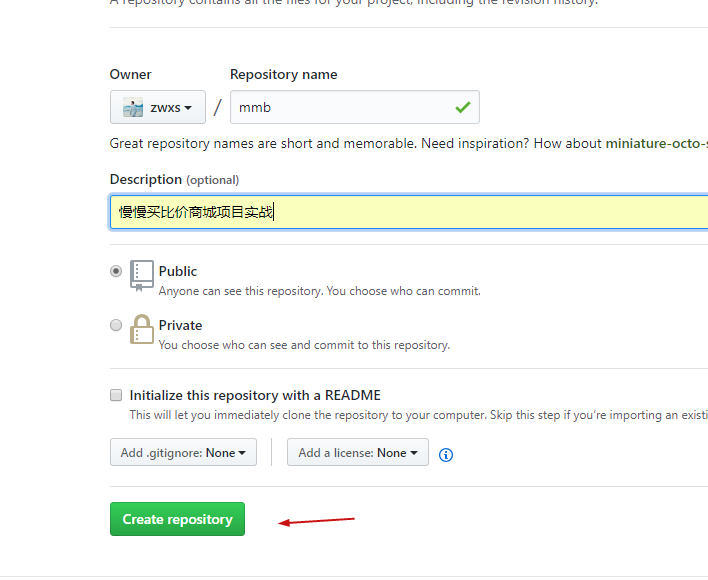 A repository contains all the files for your project, including the revision history.
Owner
Repository name
zwxs
/
mmb
Great repository names are short and memorable. Need inspiration? How about miniature-octo-s
Description (optional)
慢慢买比价商城项目实战
Public
Anyone can see this repository. You choose who can commit.
Private
You choose who can see and commit to this repository.
Initialize this repository with a README
This will let you immediately clone the repository to your computer. Skip this step if you're importing an existi
Add .gitignore: None
Add a license: None
Create repository